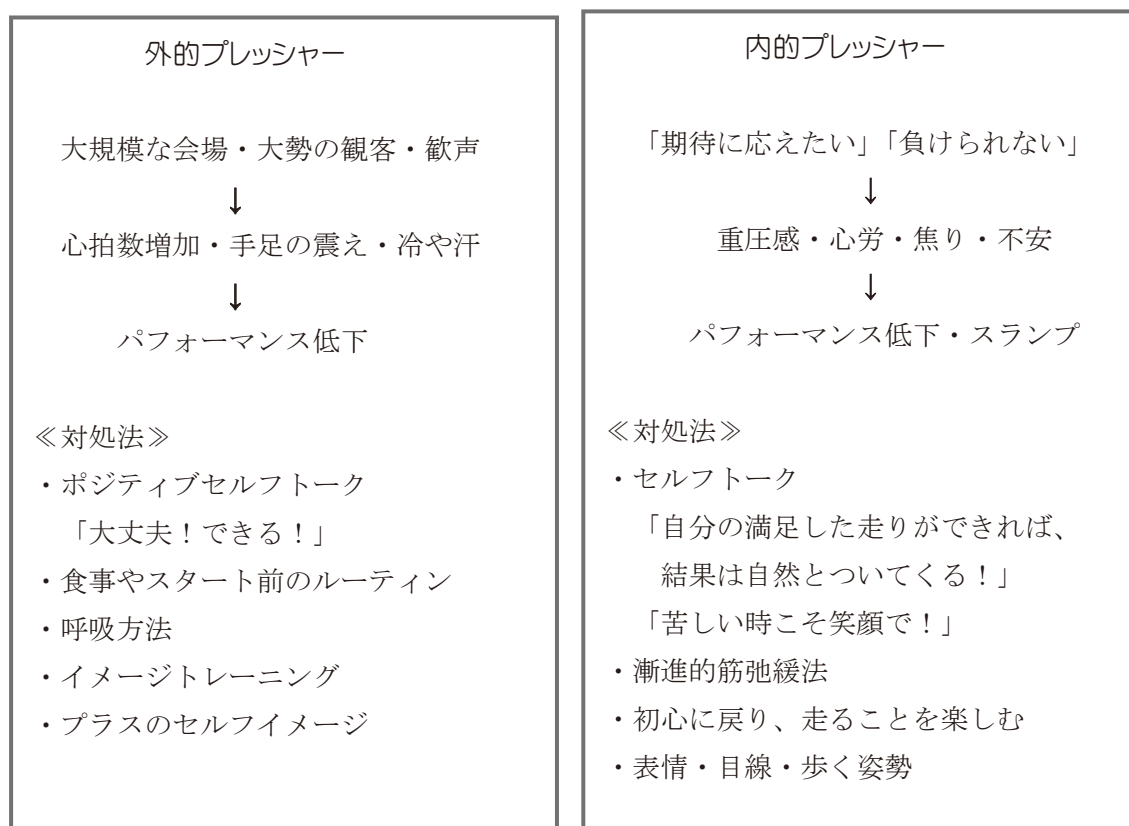 外的プレッシャー
大規模な会場・大勢の観客・歓声
↓
心拍数増加・手足の震え・冷や汗
↓
パフォーマンス低下
≪対処法≫
・ポジティブセルフトーク
「大丈夫！できる！」
・食事やスタート前のルーティン
・呼吸方法
・イメージトレーニング
・プラスのセルフイメージ
内的プレッシャー
「期待に応えたい」「負けられない」
↓
重圧感・心労・焦り・不安
↓
パフォーマンス低下・スランプ
≪対処法≫
・セルフトーク
「自分の満足した走りができれば、
結果は自然とついてくる！」
「苦しい時こそ笑顔で！」
・漸進的筋弛緩法
・初心に戻り、走ることを楽しむ
・表情・目線・歩く姿勢